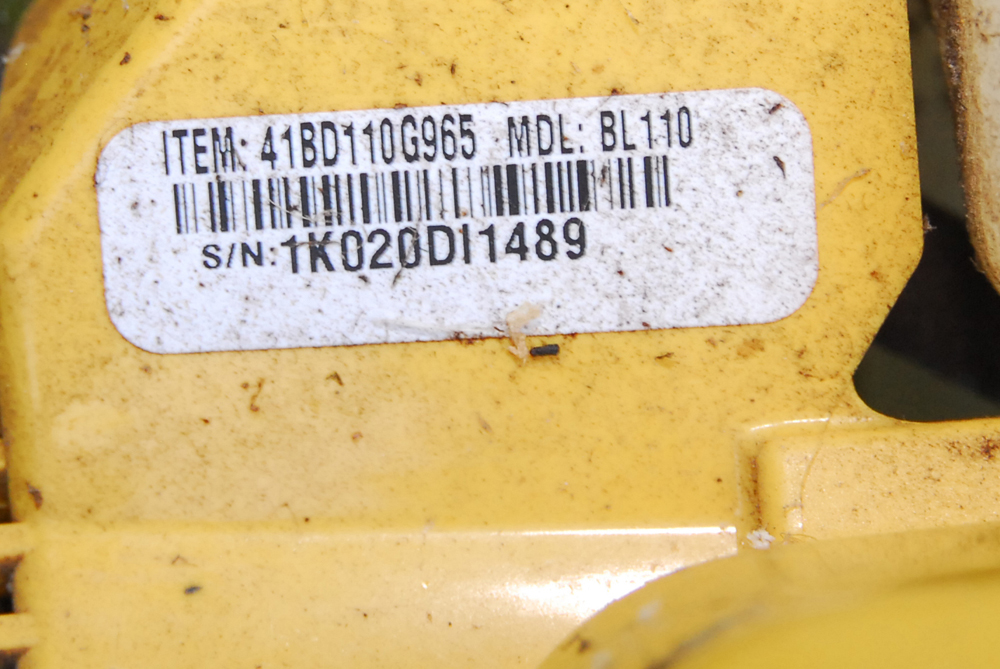 ITEM: 41BD110G965 MDL: BL110
S/N:1K020DI1489